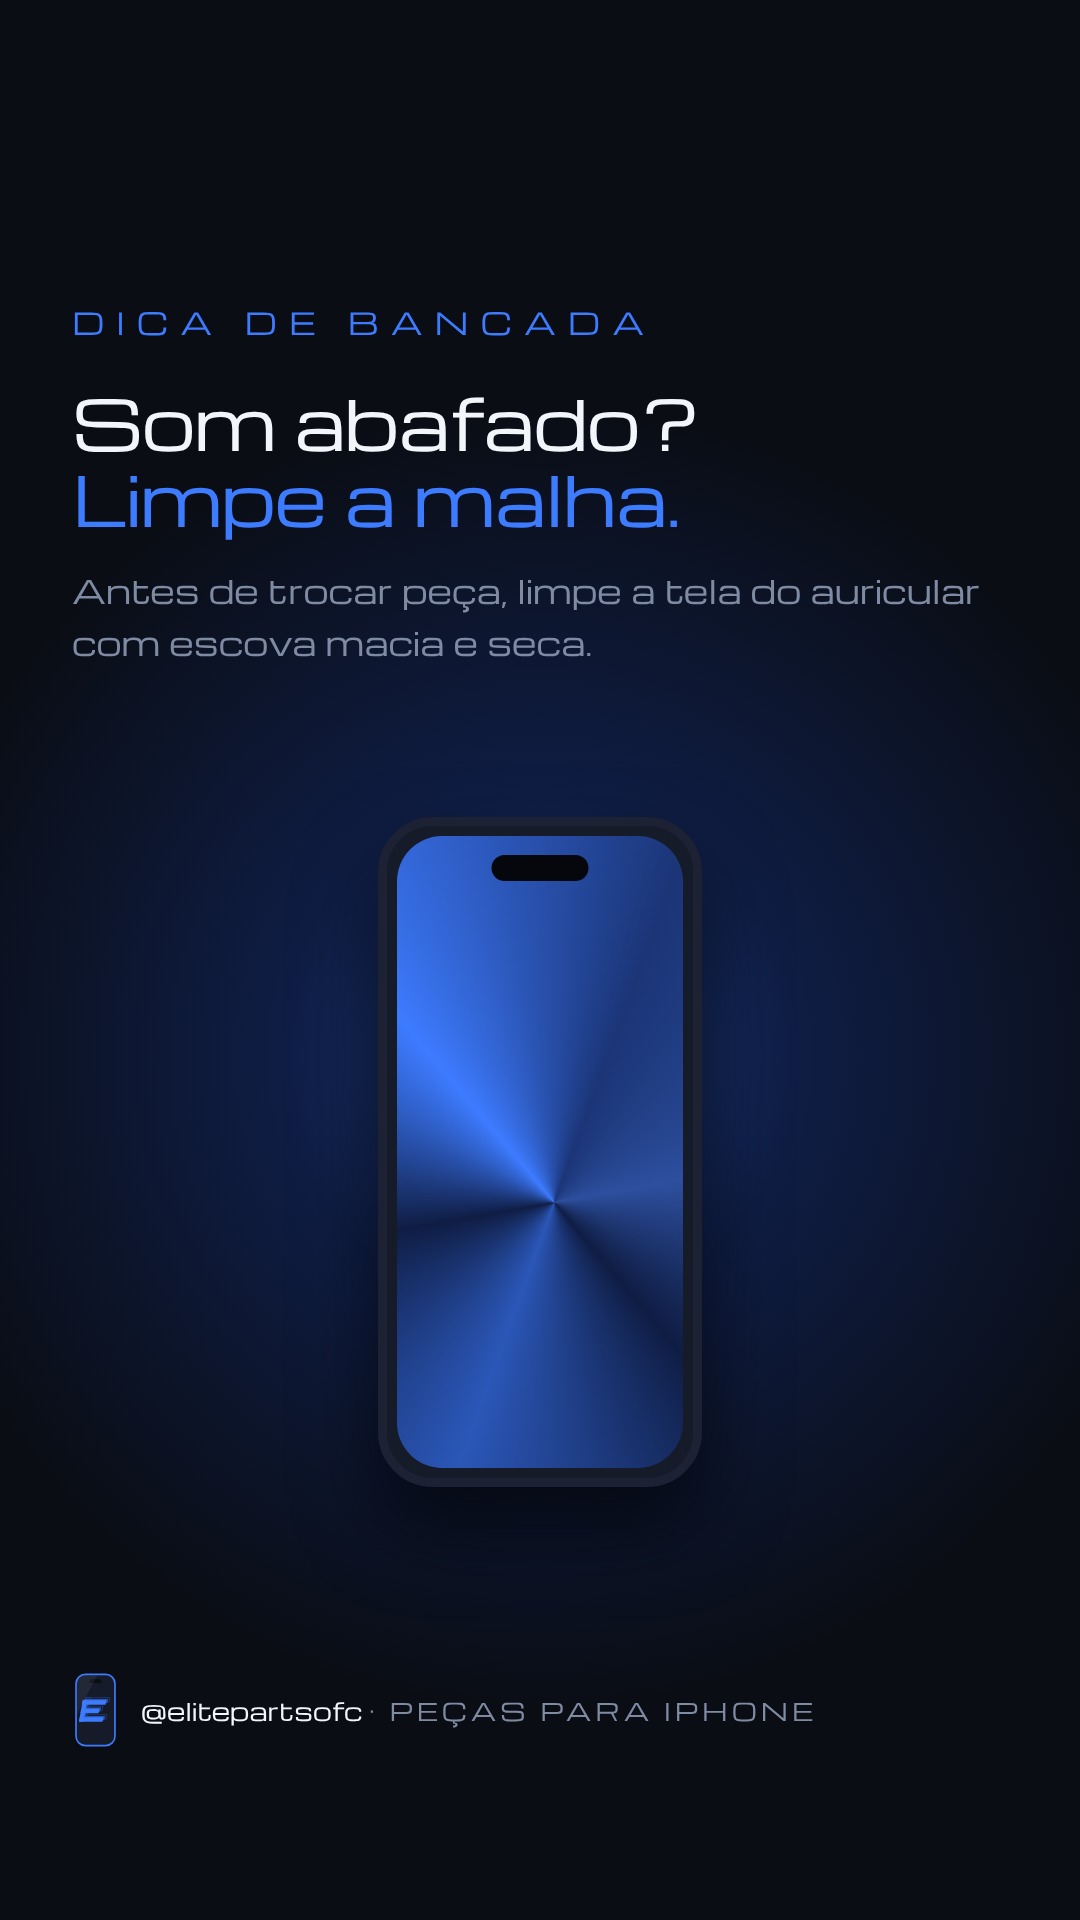 DICA DE BANCADA
Som abafado?
Limpe a malha.
Antes de trocar peça, limpe a tela do auricular
com escova macia e seca.
E @elitepartsofc · PEÇAS PARA IPHONE